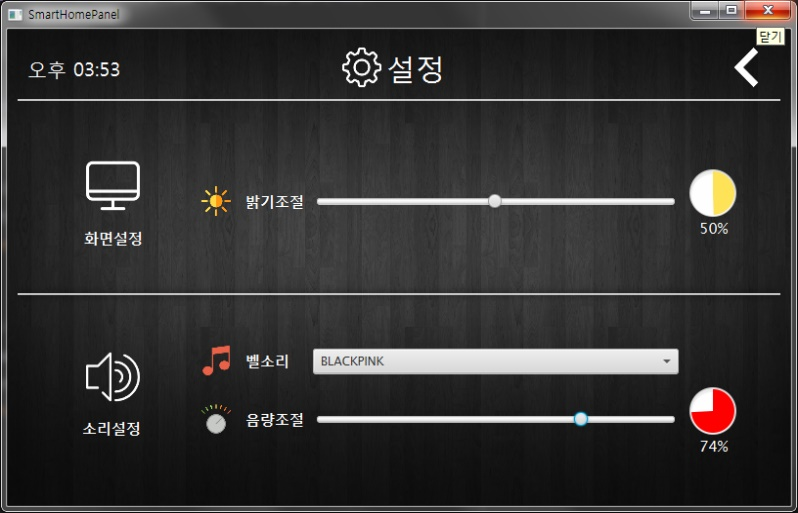 SmartHomePanel
닫기
오후 03:53
설정
화면설정
밝기조절
50%
소리설정
벨소리
BLACKPINK
음량조절
74%